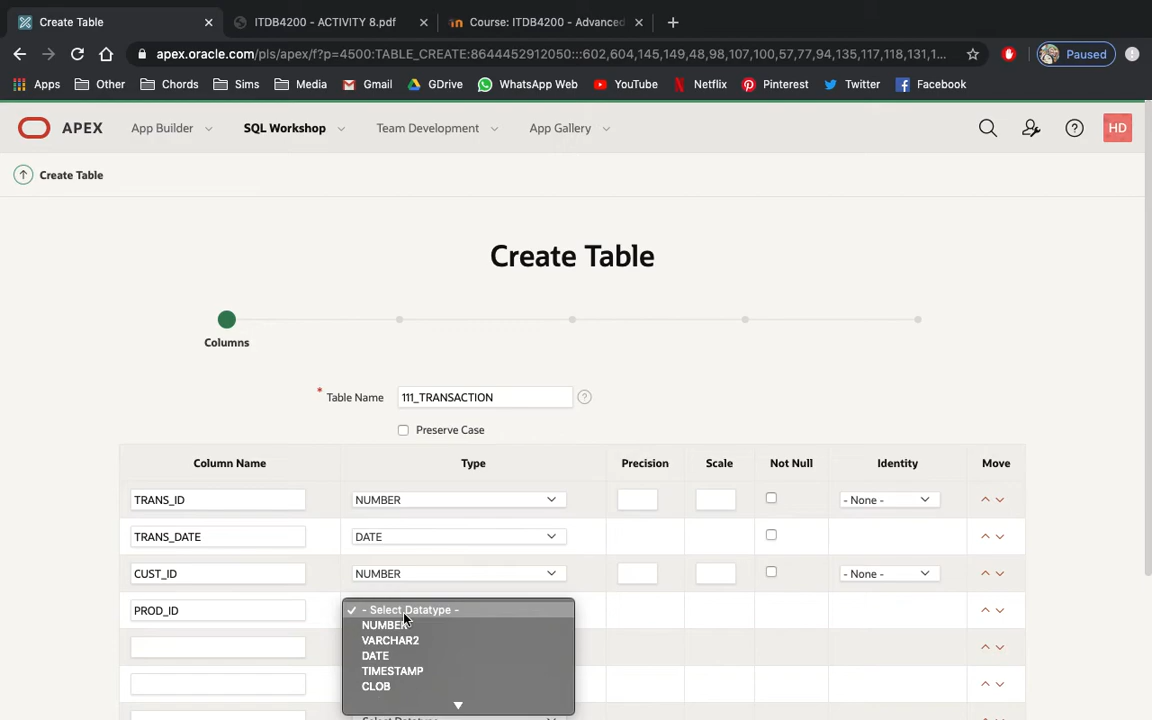 Create Table
ITDB4200 - ACTIVITY 8.pdf
Course: ITDB4200 - Advanced
apex.oracle.com/pls/apex/f?p=4500:TABLE_CREATE:8644452912050:::602,604,145,149,48,98,107,100,57,77,94,135,117,118,131,1...
Paused
Apps
Other
Chords
Sims
Media
Gmail
GDrive
WhatsApp Web
YouTube
Netflix
Pinterest
Twitter
Facebook
APEX
App Builder
SQL Workshop
Team Development
App Gallery
HD
Create Table
Create Table
Columns
* Table Name 111_TRANSACTION ?
Preserve Case
Column Name Type Precision Scale Not Null Identity Move
TRANS_ID NUMBER - None -
TRANS_DATE DATE
CUST_ID NUMBER - None -
PROD_ID ✓ - Select Datatype -
NUMBER
VARCHAR2
DATE
TIMESTAMP
CLOB